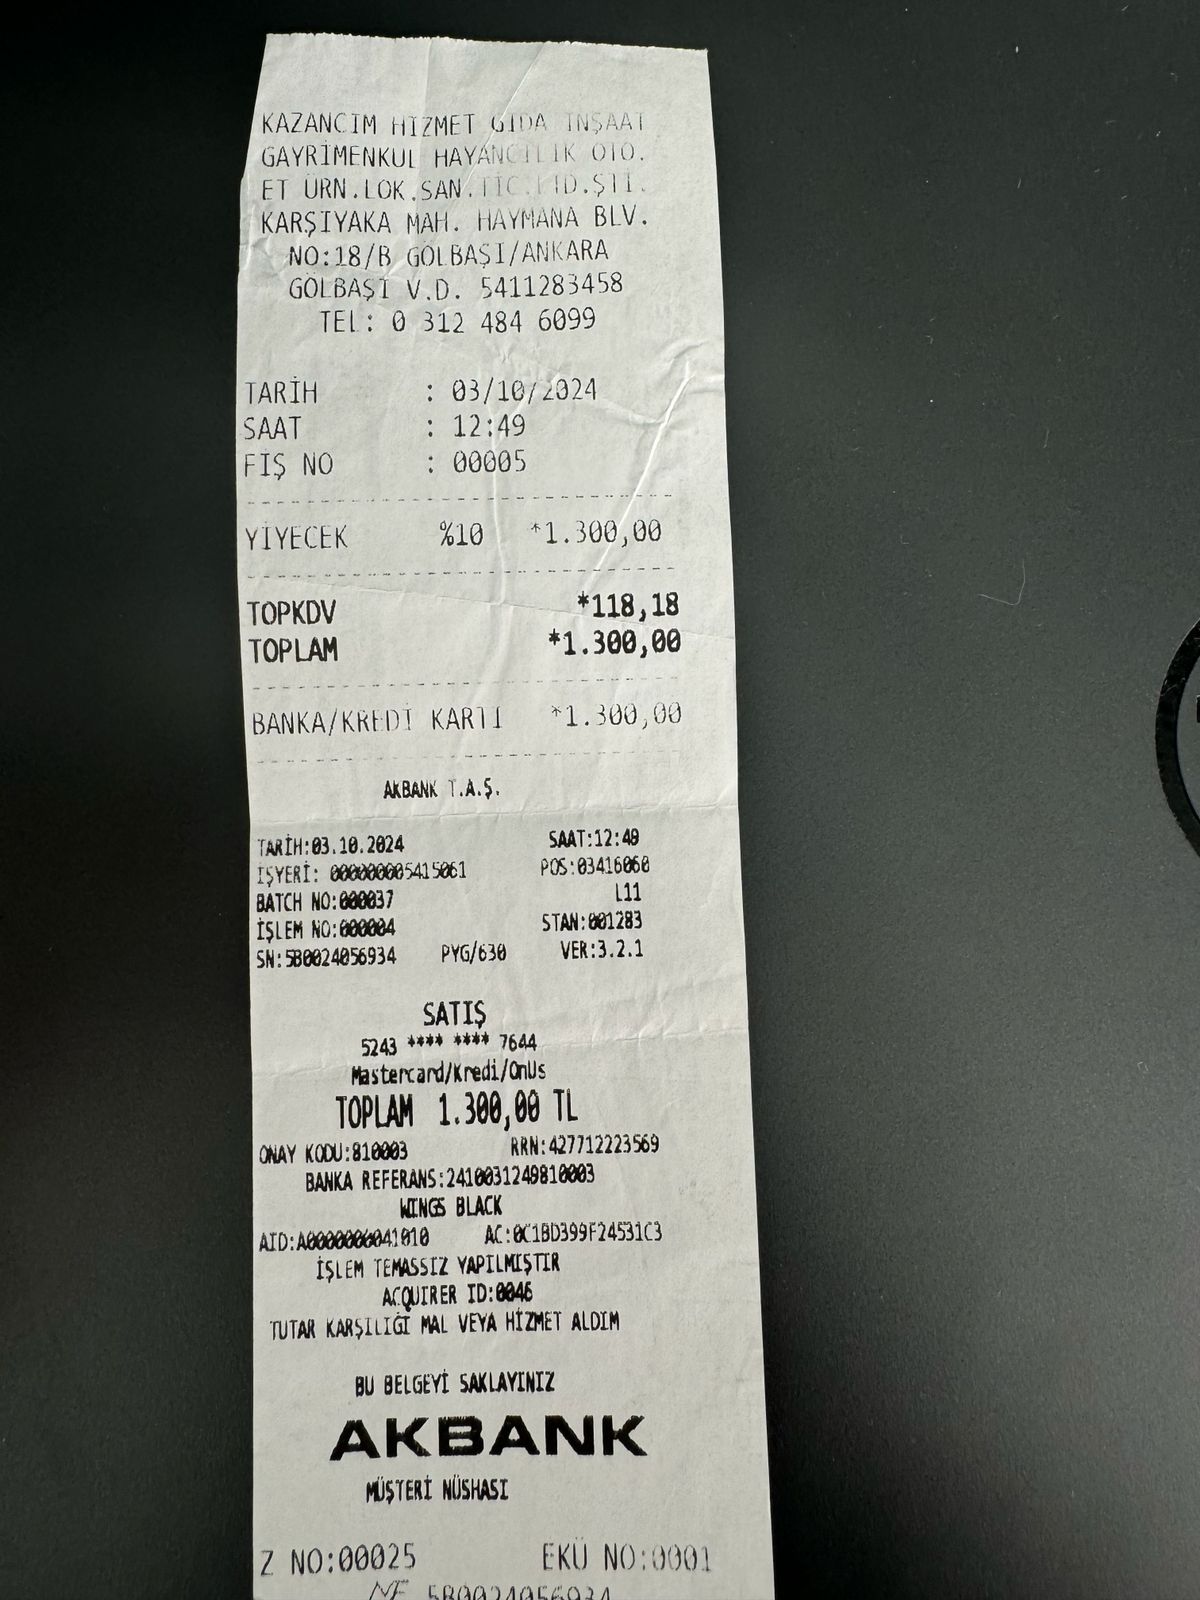 KAZANCIM HİZMET GIDA İNŞAAT
GAYRİMENKUL HAYVANCILIK OTO.
ET ÜRN.LOK.SAN.TİC.LTD.ŞTİ.
KARŞIYAKA MAH. HAYMANA BLV.
NO:18/B GÖLBAŞI/ANKARA
GÖLBAŞI V.D. 5411283458
TEL: 0 312 484 6099
TARİH : 03/10/2024
SAAT : 12:49
FİŞ NO : 00005
YİYECEK %10 *1.300,00
TOPKDV *118,18
TOPLAM *1.300,00
BANKA/KREDİ KARTI *1.300,00
AKBANK T.A.Ş.
TARİH:03.10.2024 SAAT:12:49
İŞYERİ: 000000005415061 POS:03416060
BATCH NO:000037 L11
İŞLEM NO:000004 STAN:001283
SN:5B0024056934 PYG/630 VER:3.2.1
SATIŞ
5243 **** **** 7644
Mastercard/Kredi/OnUs
TOPLAM 1.300,00 TL
ONAY KODU:810003 RRN:427712223569
BANKA REFERANS:2410031249810003
WINGS BLACK
AID:A0000000041010 AC:0C1BD399F24531C3
İŞLEM TEMASSIZ YAPILMIŞTIR
ACQUIRER ID:0046
TUTAR KARŞILIĞI MAL VEYA HİZMET ALDIM
BU BELGEYİ SAKLAYINIZ
AKBANK
MÜŞTERİ NÜSHASI
Z NO:00025 EKÜ NO:0001
MF 5B0024056934